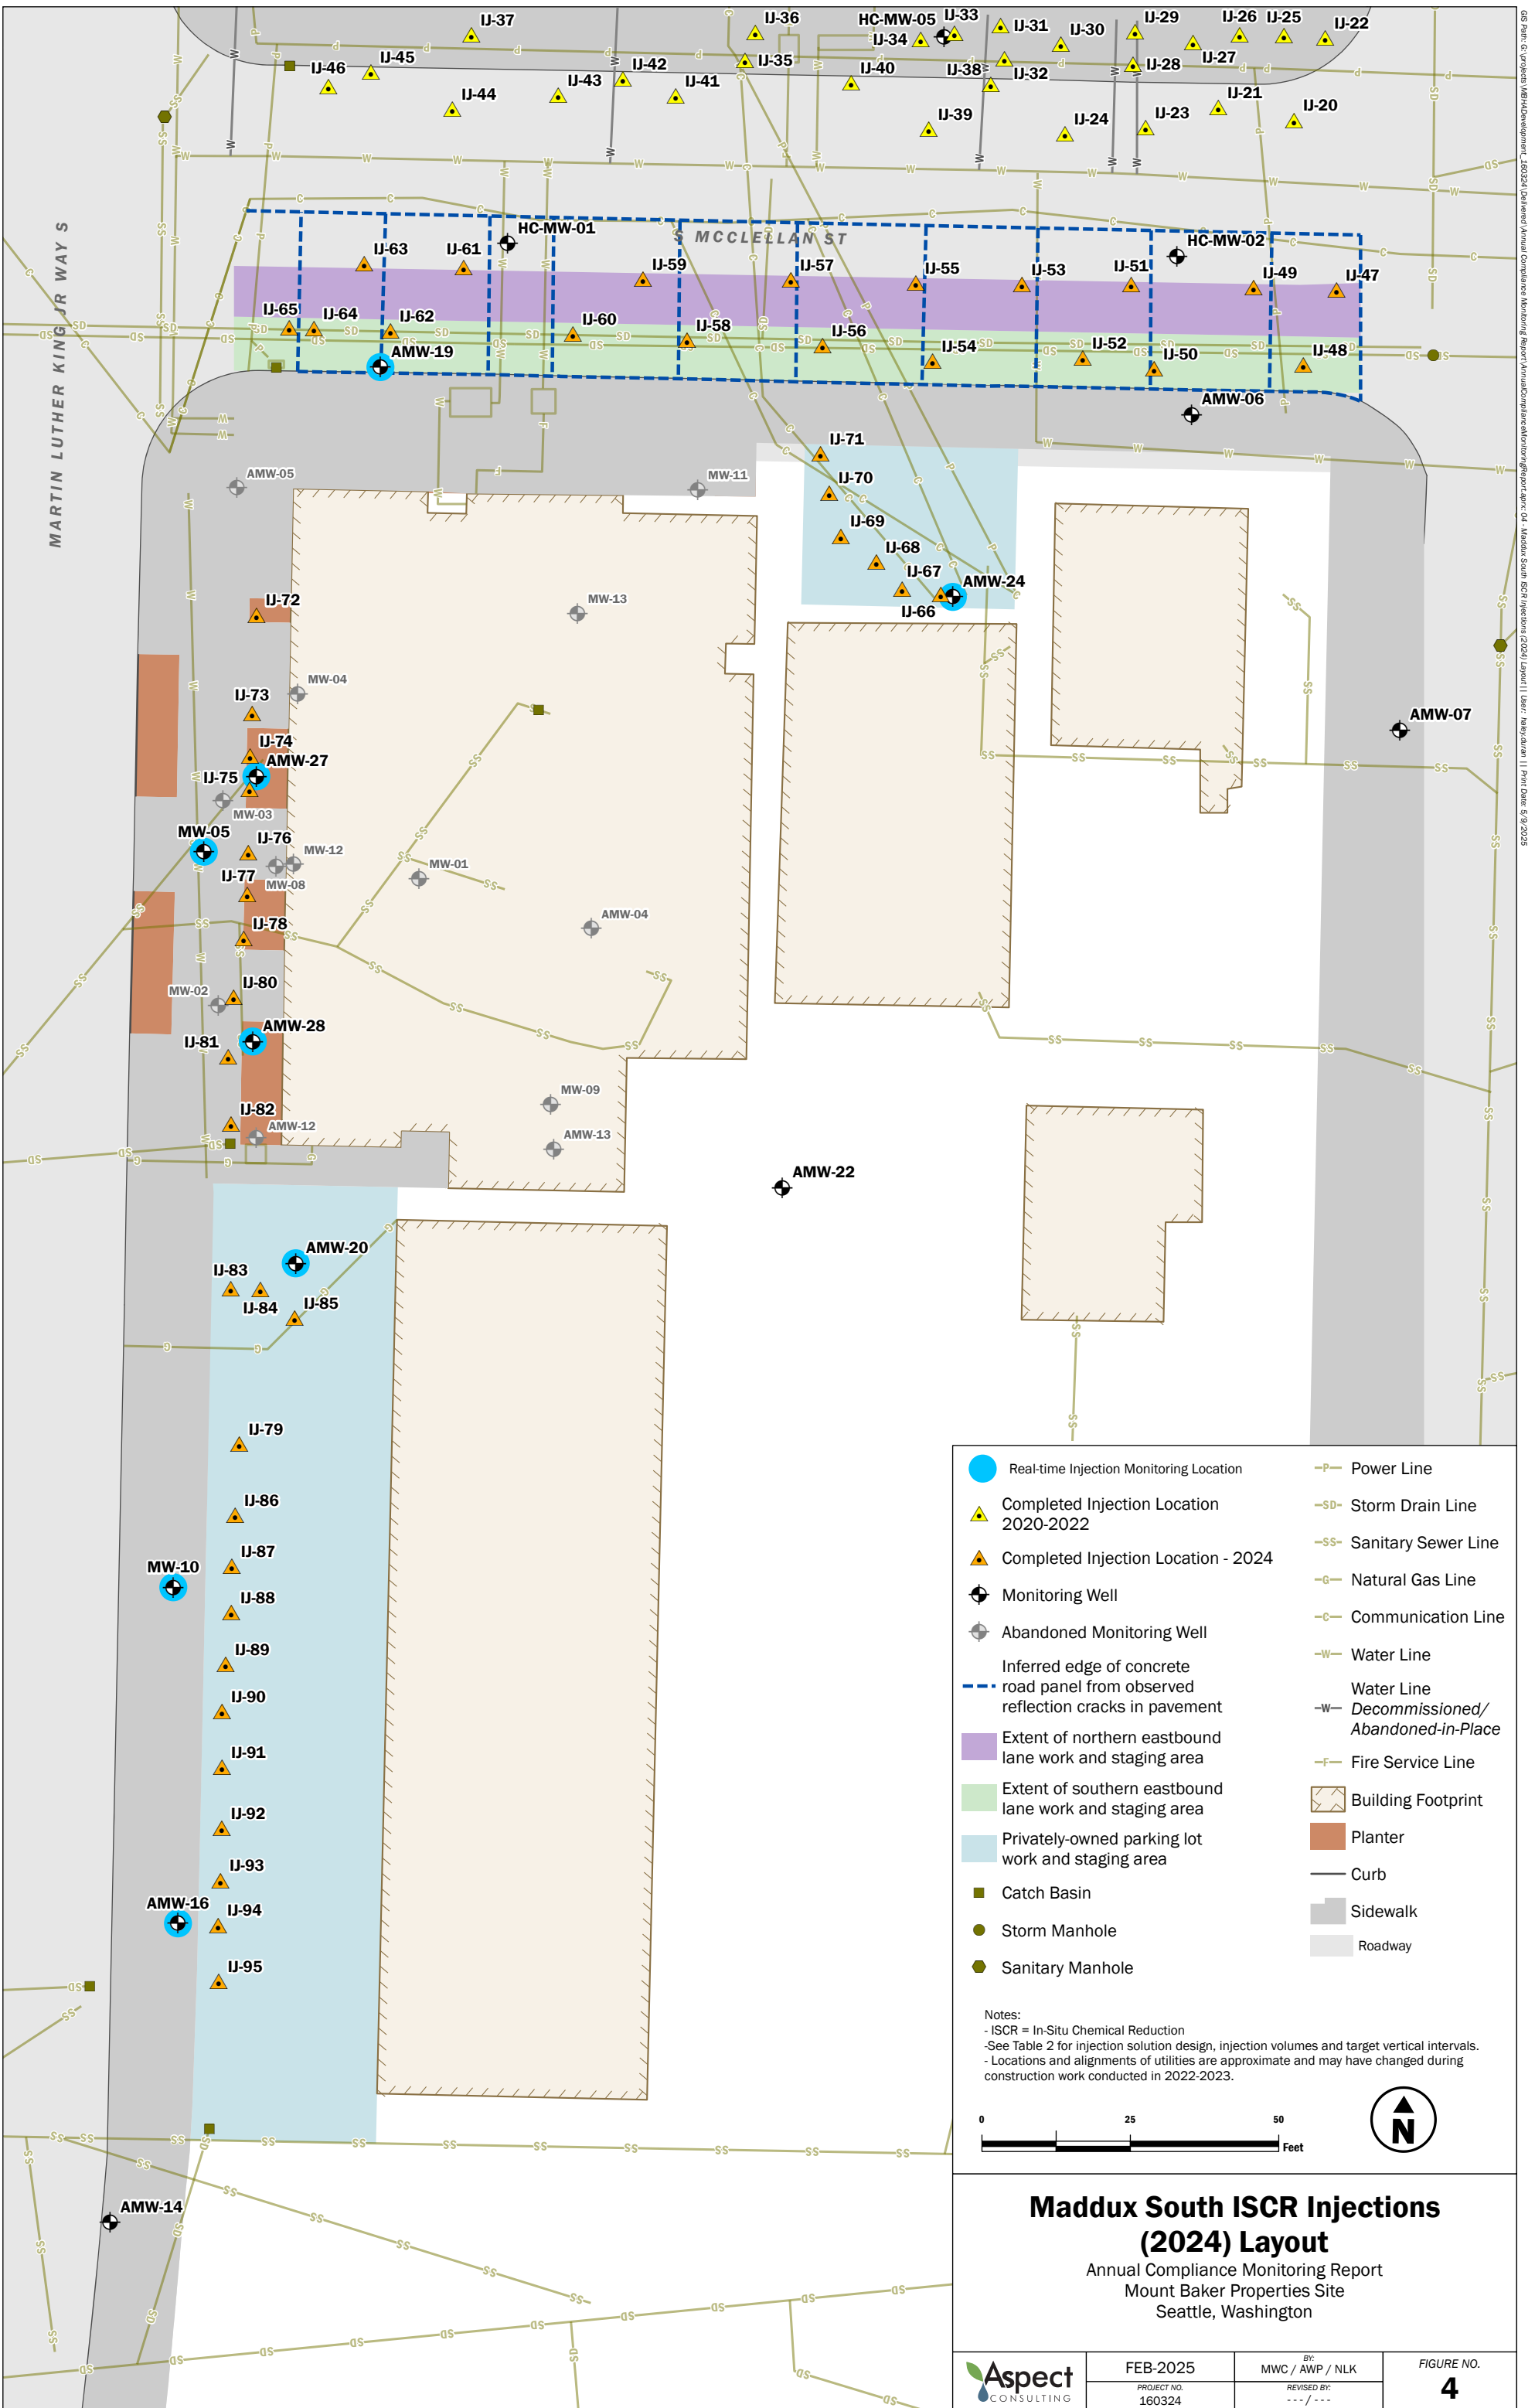 IJ-37
IJ-36
HC-MW-05
IJ-33
IJ-31
IJ-30
IJ-29
IJ-26
IJ-25
IJ-22
IJ-34
IJ-45
IJ-46
IJ-35
IJ-42
IJ-43
IJ-41
IJ-40
IJ-38
IJ-32
IJ-28
IJ-27
IJ-44
IJ-39
IJ-24
IJ-23
IJ-21
IJ-20
S MCCLELLAN ST
MARTIN LUTHER KING JR WAY S
HC-MW-01
HC-MW-02
IJ-63
IJ-61
IJ-59
IJ-57
IJ-55
IJ-53
IJ-51
IJ-49
IJ-47
IJ-65
IJ-64
IJ-62
IJ-60
IJ-58
IJ-56
IJ-54
IJ-52
IJ-50
IJ-48
AMW-19
AMW-06
AMW-05
MW-11
IJ-71
IJ-70
IJ-69
IJ-68
IJ-67
IJ-66
AMW-24
IJ-72
MW-13
MW-04
IJ-73
IJ-74
AMW-27
IJ-75
MW-03
AMW-07
MW-05
IJ-76
MW-12
MW-08
MW-01
IJ-77
IJ-78
AMW-04
IJ-80
MW-02
AMW-28
IJ-81
IJ-82
AMW-12
MW-09
AMW-13
AMW-22
AMW-20
IJ-83
IJ-84
IJ-85
IJ-79
IJ-86
IJ-87
MW-10
IJ-88
IJ-89
IJ-90
IJ-91
IJ-92
IJ-93
AMW-16
IJ-94
IJ-95
AMW-14
Real-time Injection Monitoring Location
Completed Injection Location
2020-2022
Completed Injection Location - 2024
Monitoring Well
Abandoned Monitoring Well
Inferred edge of concrete
road panel from observed
reflection cracks in pavement
Extent of northern eastbound
lane work and staging area
Extent of southern eastbound
lane work and staging area
Privately-owned parking lot
work and staging area
Catch Basin
Storm Manhole
Sanitary Manhole
P Power Line
SD Storm Drain Line
SS Sanitary Sewer Line
G Natural Gas Line
C Communication Line
W Water Line
Water Line
W Decommissioned/
Abandoned-in-Place
F Fire Service Line
Building Footprint
Planter
Curb
Sidewalk
Roadway
Notes:
- ISCR = In-Situ Chemical Reduction
-See Table 2 for injection solution design, injection volumes and target vertical intervals.
- Locations and alignments of utilities are approximate and may have changed during
construction work conducted in 2022-2023.
0 25 50
Feet
N
Maddux South ISCR Injections
(2024) Layout
Annual Compliance Monitoring Report
Mount Baker Properties Site
Seattle, Washington
Aspect
CONSULTING
FEB-2025
PROJECT NO.
160324
BY:
MWC / AWP / NLK
REVISED BY:
- - - / - - -
FIGURE NO.
4